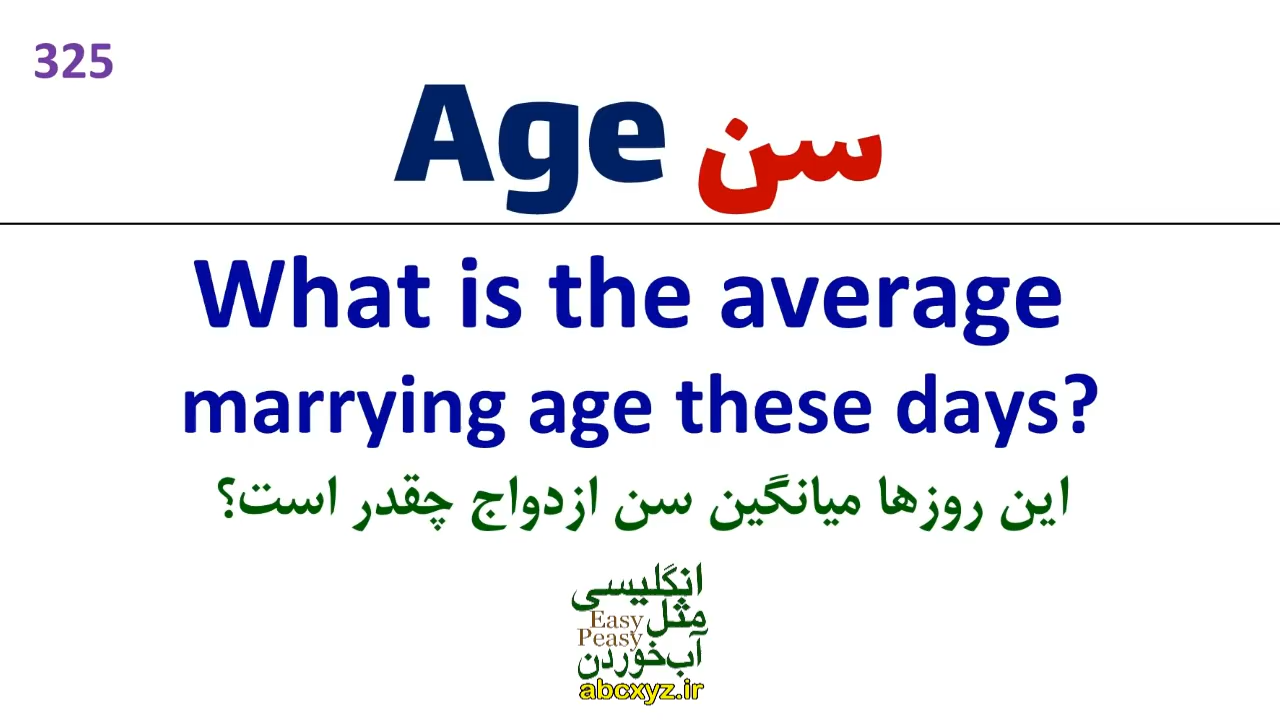 325
Age سن
What is the average
marrying age these days?
این روزها میانگین سن ازدواج چقدر است؟
انگلیسی
مثل Easy
Peasy
آب‌خوردن
abcxyz.ir